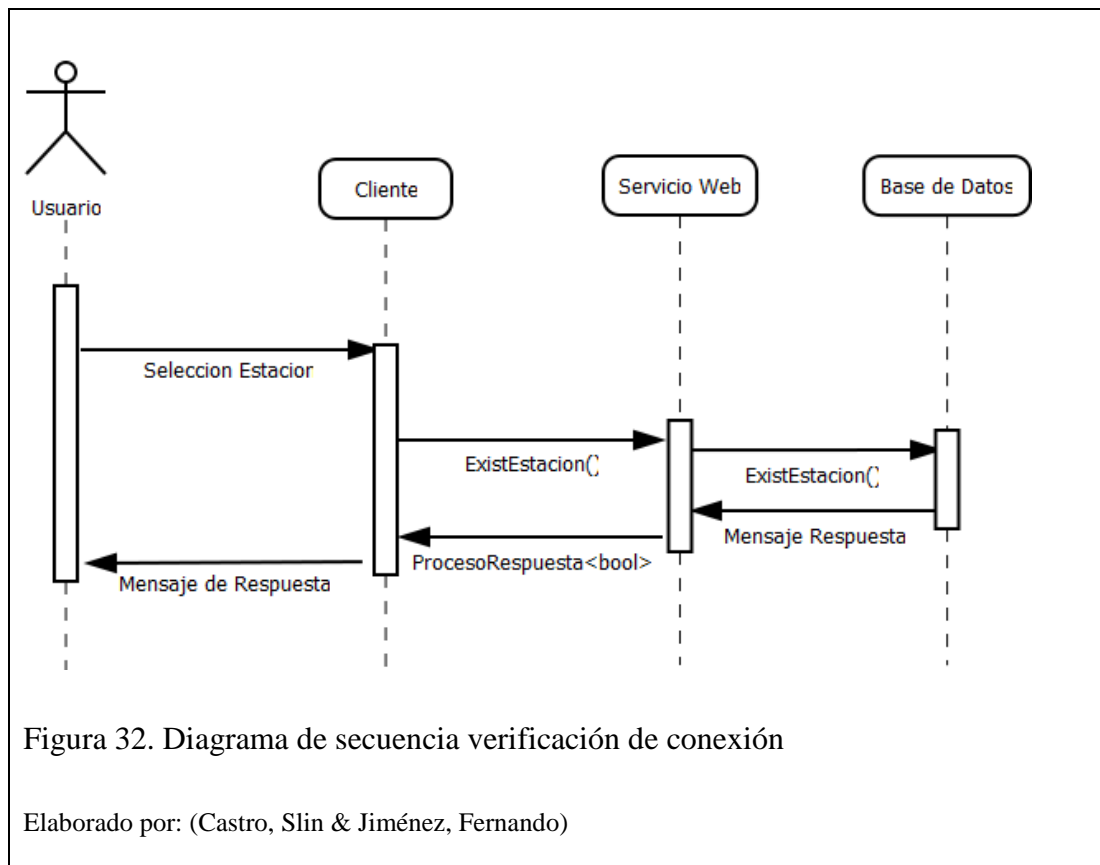 Usuario
Cliente
Servicio Web
Base de Datos
Seleccion Estacior
ExistEstacion()
ExistEstacion()
Mensaje Respuesta
ProcesoRespuesta<bool>
Mensaje de Respuesta
Figura 32. Diagrama de secuencia verificación de conexión
Elaborado por: (Castro, Slin & Jiménez, Fernando)